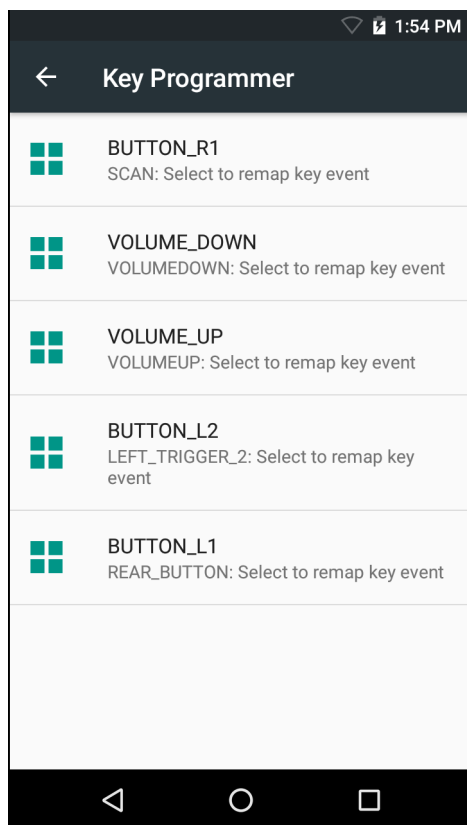 1:54 PM
Key Programmer
BUTTON_R1
SCAN: Select to remap key event
VOLUME_DOWN
VOLUMEDOWN: Select to remap key event
VOLUME_UP
VOLUMEUP: Select to remap key event
BUTTON_L2
LEFT_TRIGGER_2: Select to remap key
event
BUTTON_L1
REAR_BUTTON: Select to remap key event